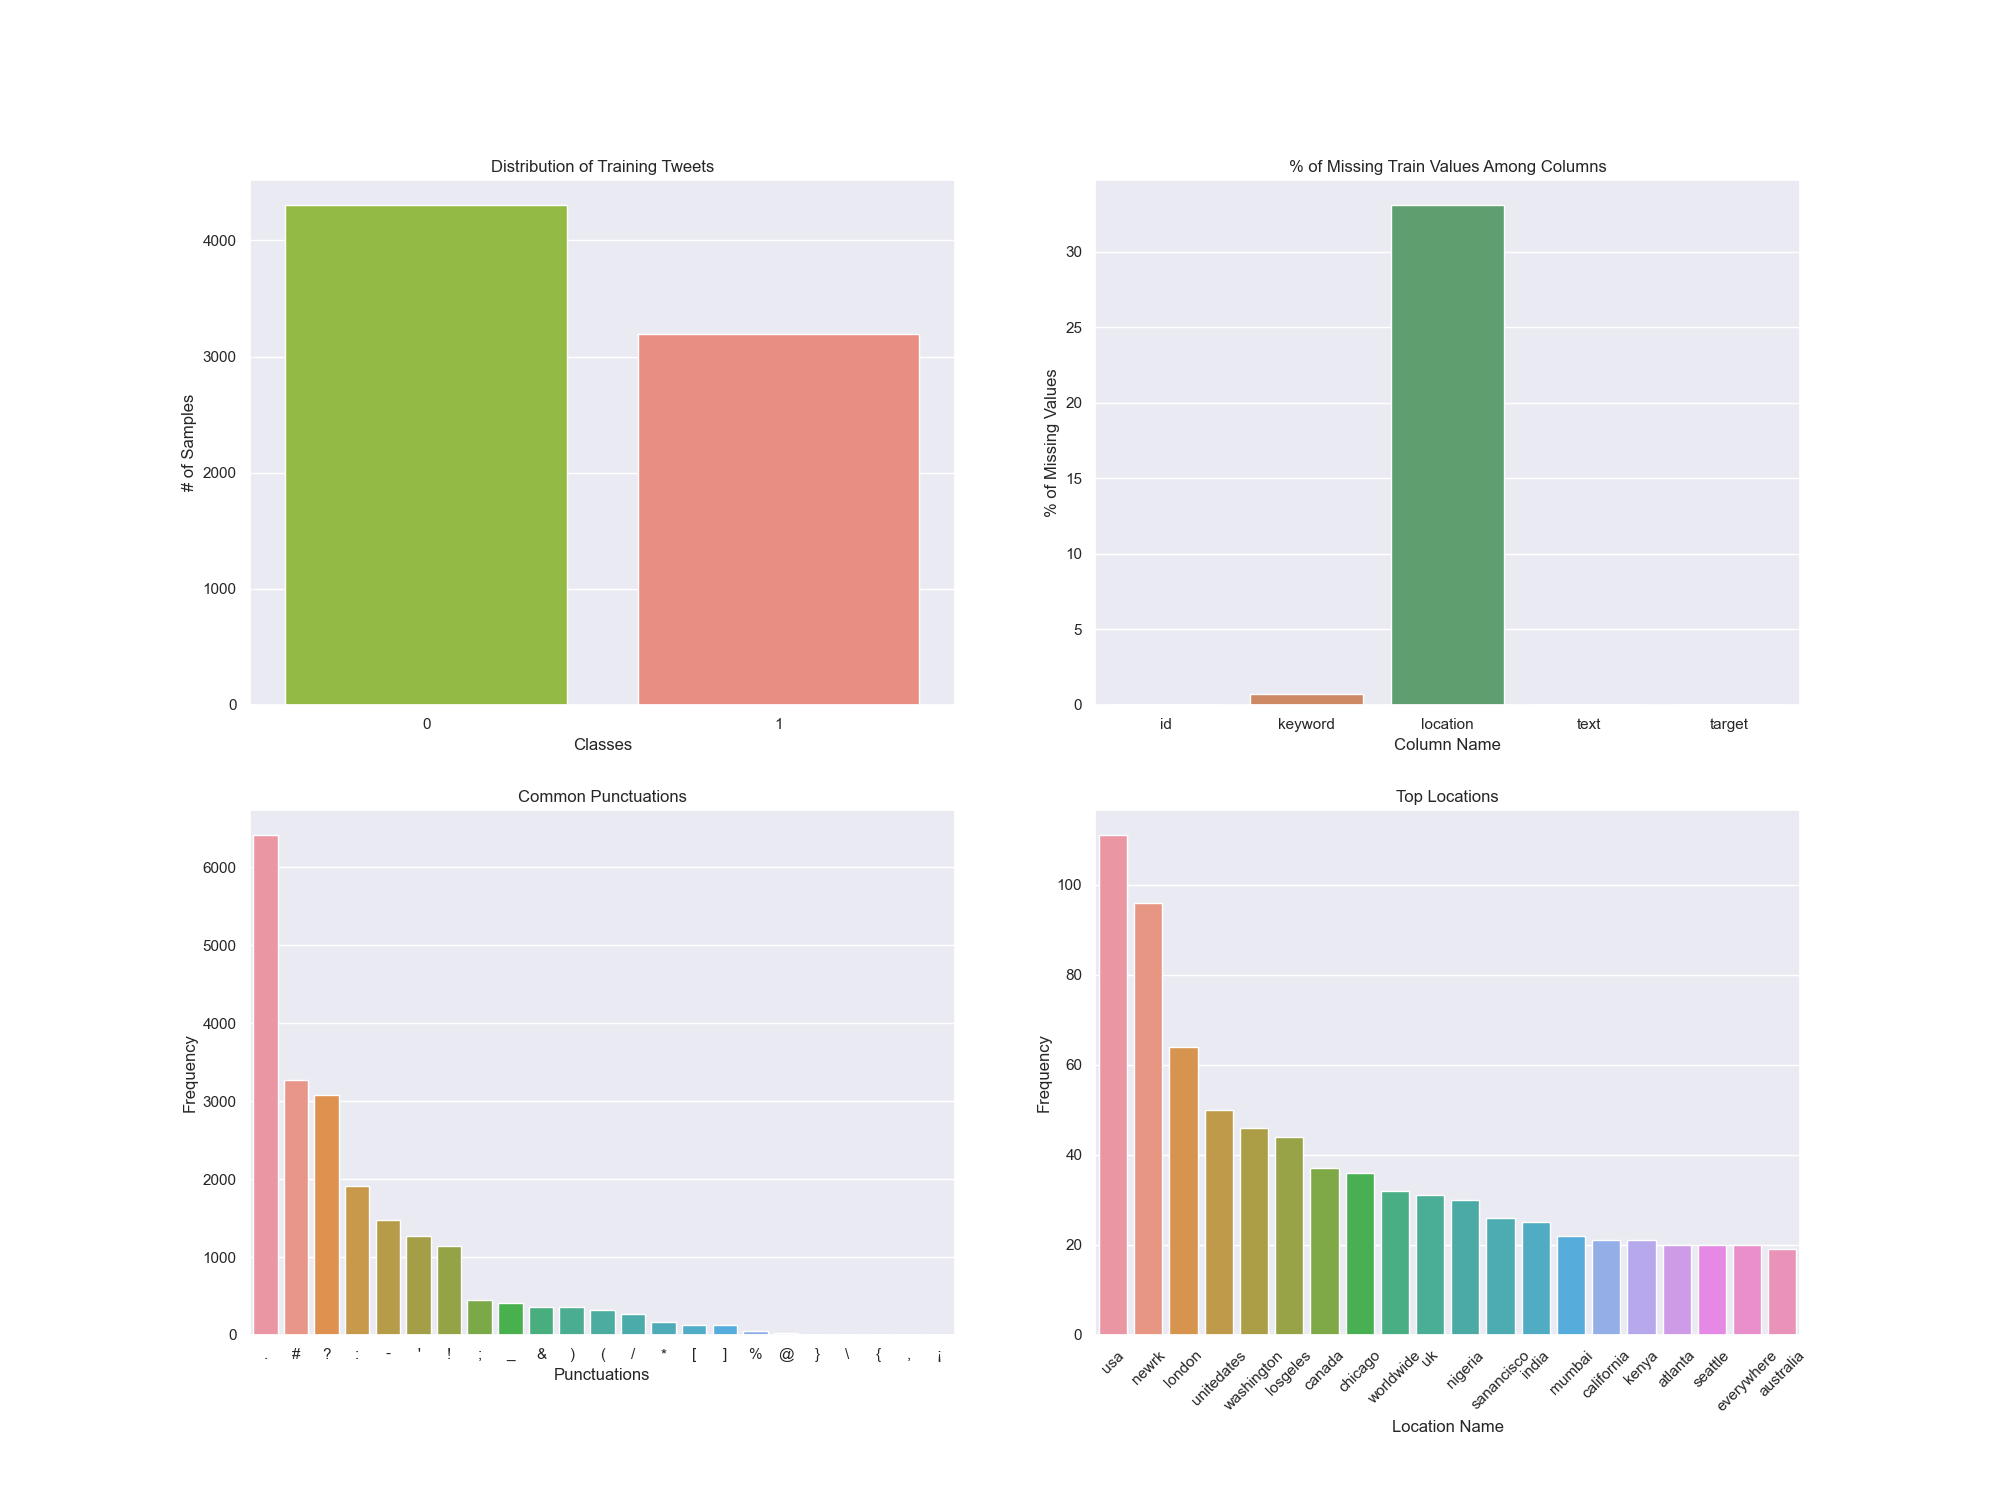 Distribution of Training Tweets
4000
3000
2000
1000
0
# of Samples
0 1
Classes
% of Missing Train Values Among Columns
30
25
20
15
10
5
0
% of Missing Values
id keyword location text target
Column Name
Common Punctuations
6000
5000
4000
3000
2000
1000
0
Frequency
. # ? : - ' ! ; _ & ) ( / * [ ] % @ } \ { , ¡
Punctuations
Top Locations
100
80
60
40
20
0
Frequency
usa newrk london unitedates washington losgeles canada chicago worldwide uk nigeria sanancisco india mumbai california kenya atlanta seattle everywhere australia
Location Name